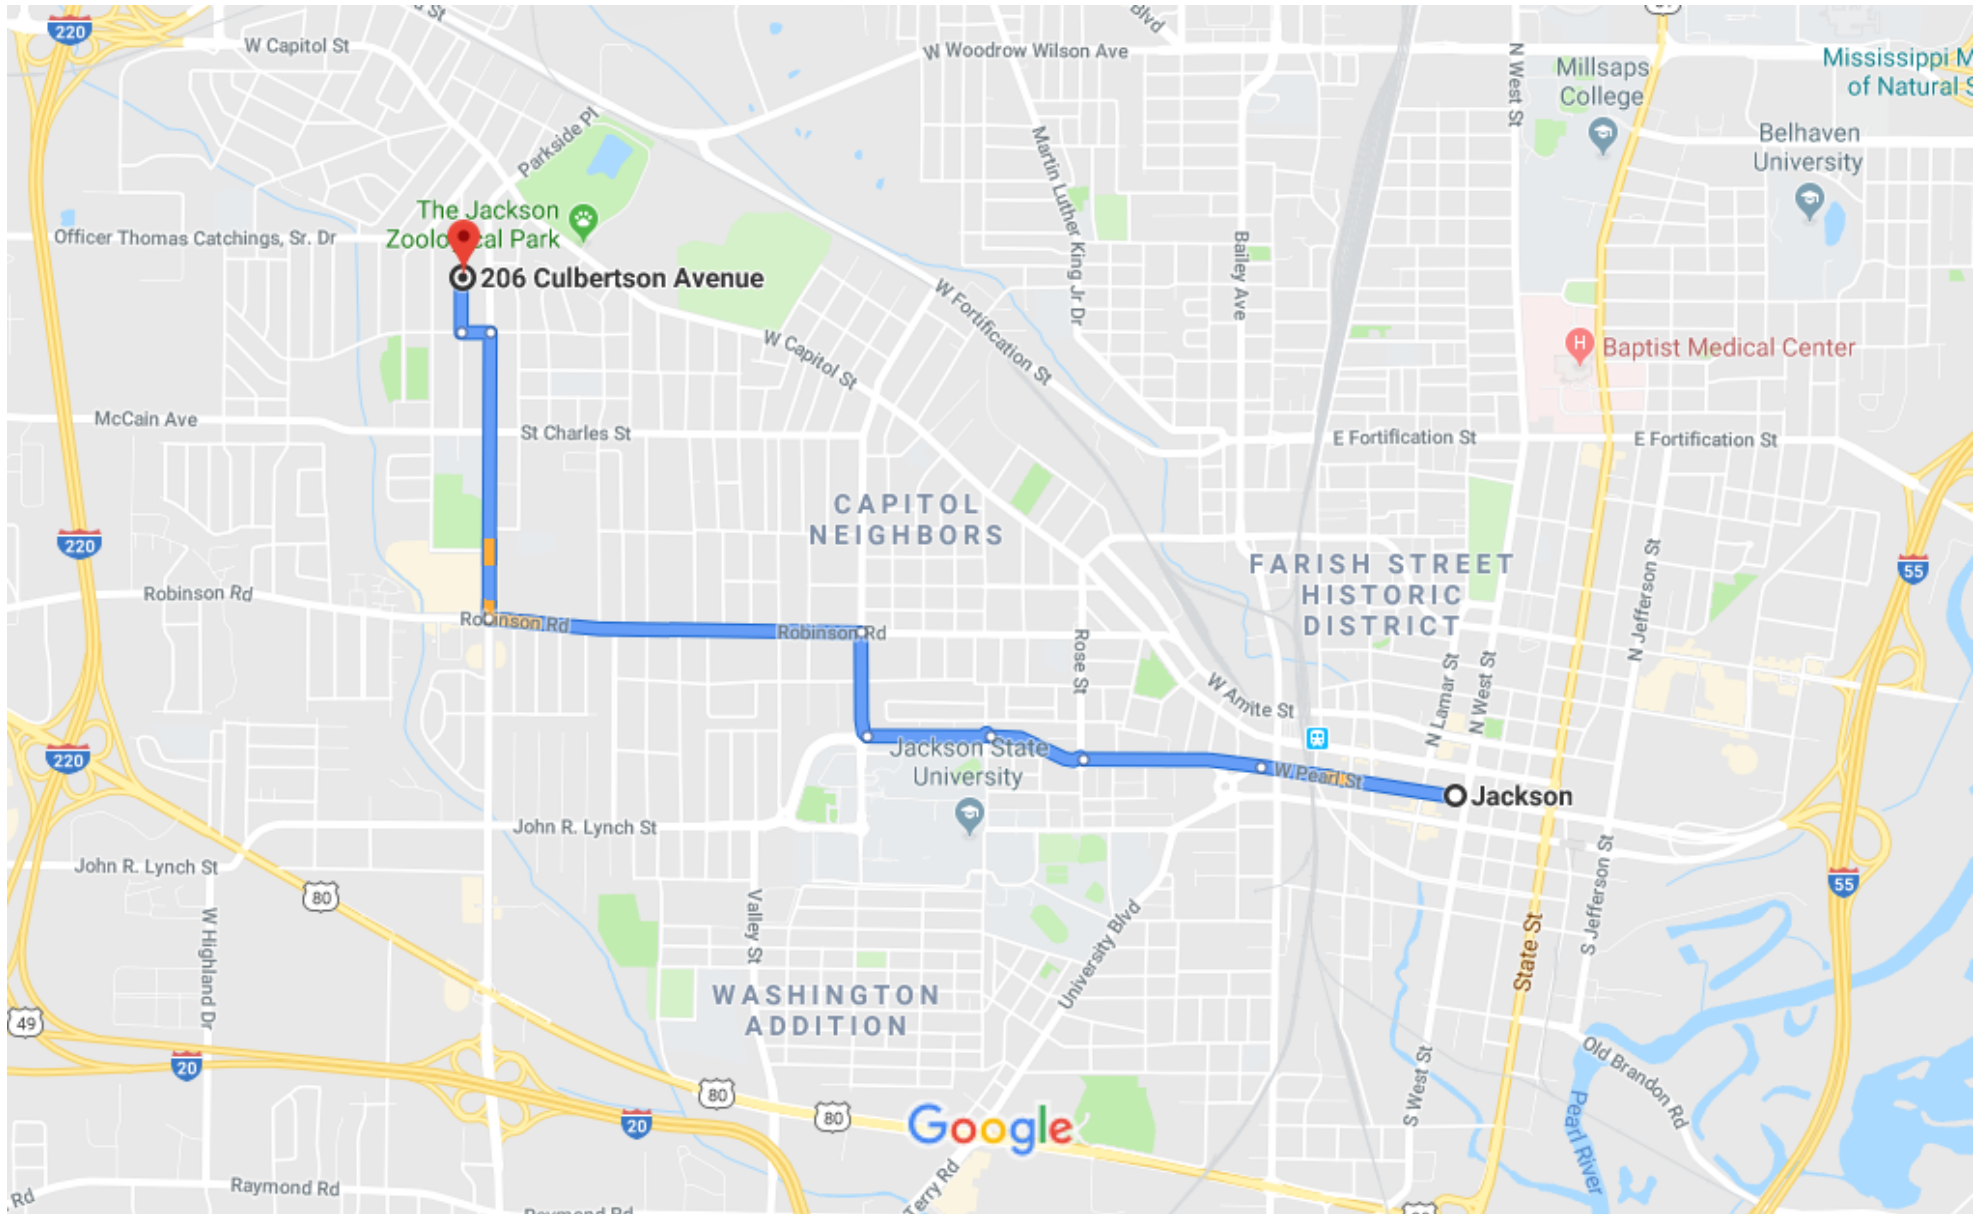 220
W Capitol St
St
Blvd
W Woodrow Wilson Ave
N West St
Millsaps
College
Mississippi M
of Natural S
Belhaven
University
Parkside Pl
Martin Luther King Jr Dr
The Jackson
Zoological Park
Officer Thomas Catchings, Sr. Dr
206 Culbertson Avenue
Bailey Ave
W Fortification St
W Capitol St
Baptist Medical Center
McCain Ave
St Charles St
E Fortification St
E Fortification St
CAPITOL
NEIGHBORS
220
FARISH STREET
HISTORIC
DISTRICT
55
N Jefferson St
Robinson Rd
Robinson Rd
Robinson Rd
Rose St
W Amite St
N Lamar St
N West St
220
Jackson State
University
W Pearl St
Jackson
John R. Lynch St
John R. Lynch St
80
55
Valley St
W Highland Dr
University Blvd
State St
S Jefferson St
WASHINGTON
ADDITION
49
20
80
80
20
Google
S West St
Old Brandon Rd
Pearl River
Raymond Rd
Rd
Terry Rd
Raymond Rd